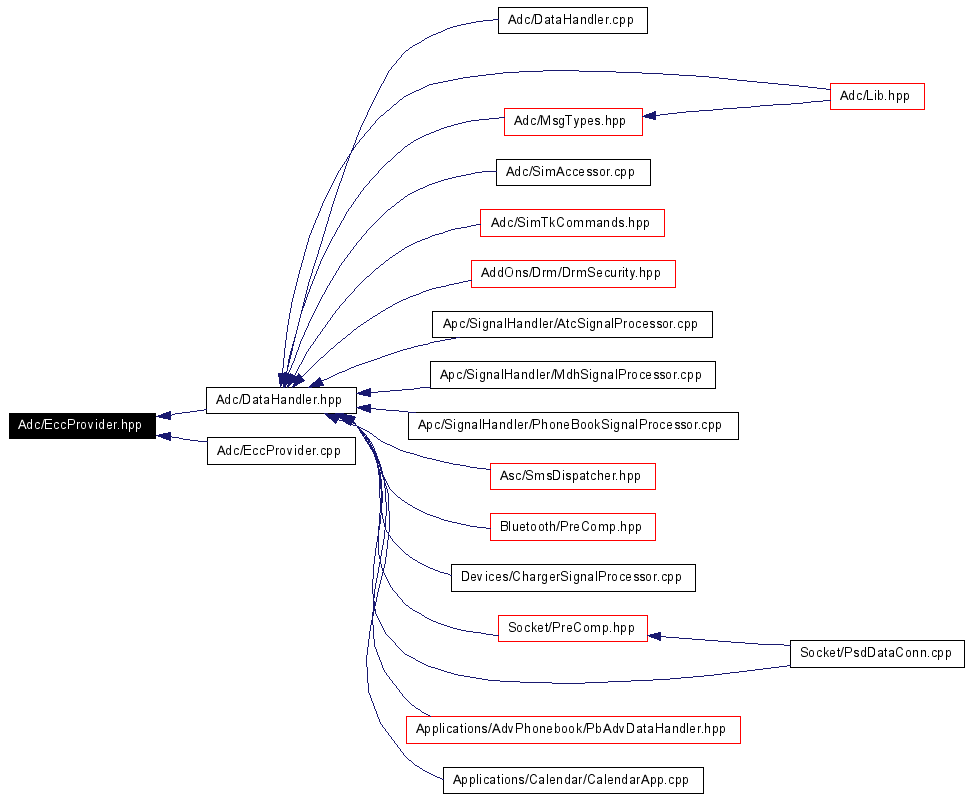 Adc/DataHandler.cpp
Adc/Lib.hpp
Adc/MsgTypes.hpp
Adc/SimAccessor.cpp
Adc/SimTkCommands.hpp
AddOns/Drm/DrmSecurity.hpp
Apc/SignalHandler/AtcSignalProcessor.cpp
Apc/SignalHandler/MdhSignalProcessor.cpp
Adc/DataHandler.hpp
Adc/EccProvider.hpp
Apc/SignalHandler/PhoneBookSignalProcessor.cpp
Adc/EccProvider.cpp
Asc/SmsDispatcher.hpp
Bluetooth/PreComp.hpp
Devices/ChargerSignalProcessor.cpp
Socket/PreComp.hpp
Socket/PsdDataConn.cpp
Applications/AdvPhonebook/PbAdvDataHandler.hpp
Applications/Calendar/CalendarApp.cpp